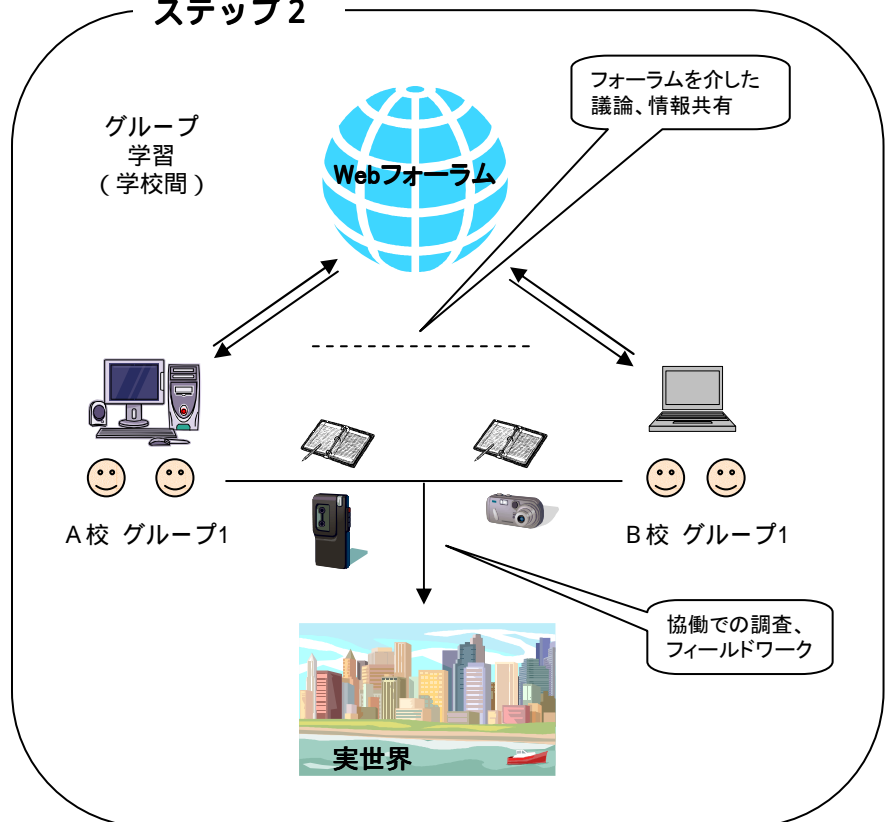 ステップ2
フォーラムを介した
議論、情報共有
グループ
学習
(学校間)
Webフォーラム
A校 グループ1
B校 グループ1
協働での調査、
フィールドワーク
実世界